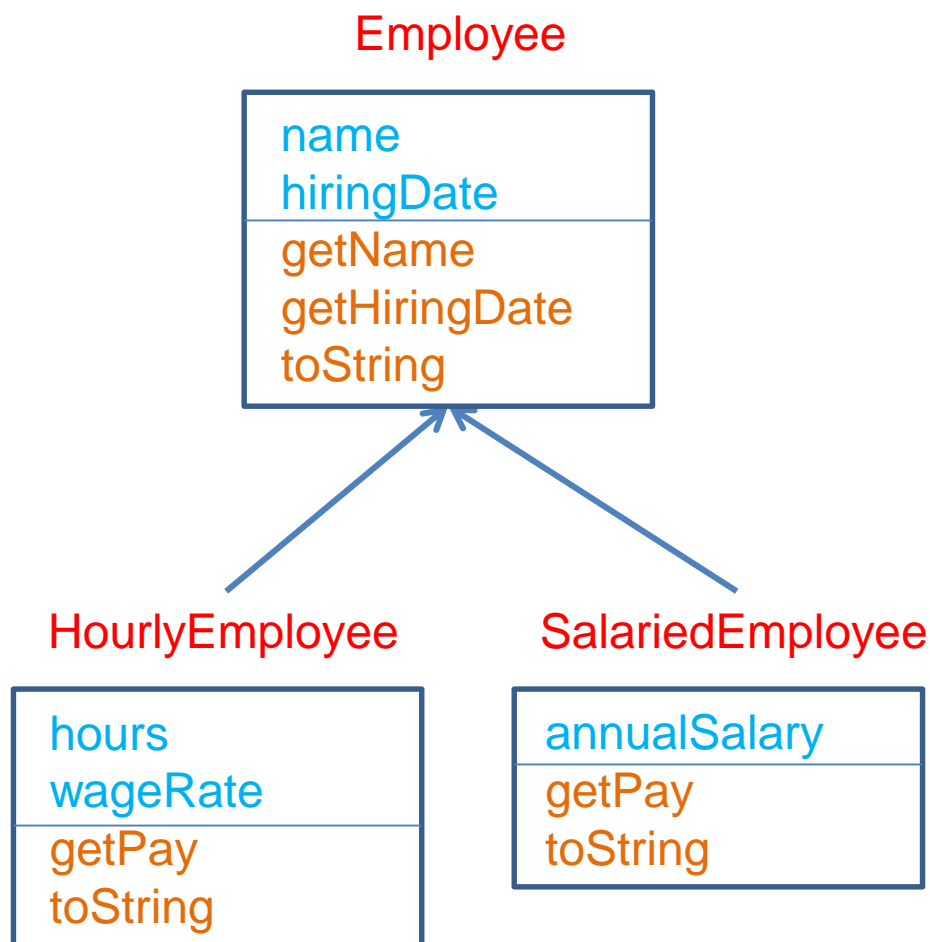 Employee
name
hiringDate
getName
getHiringDate
toString
HourlyEmployee
hours
wageRate
getPay
toString
SalariedEmployee
annualSalary
getPay
toString